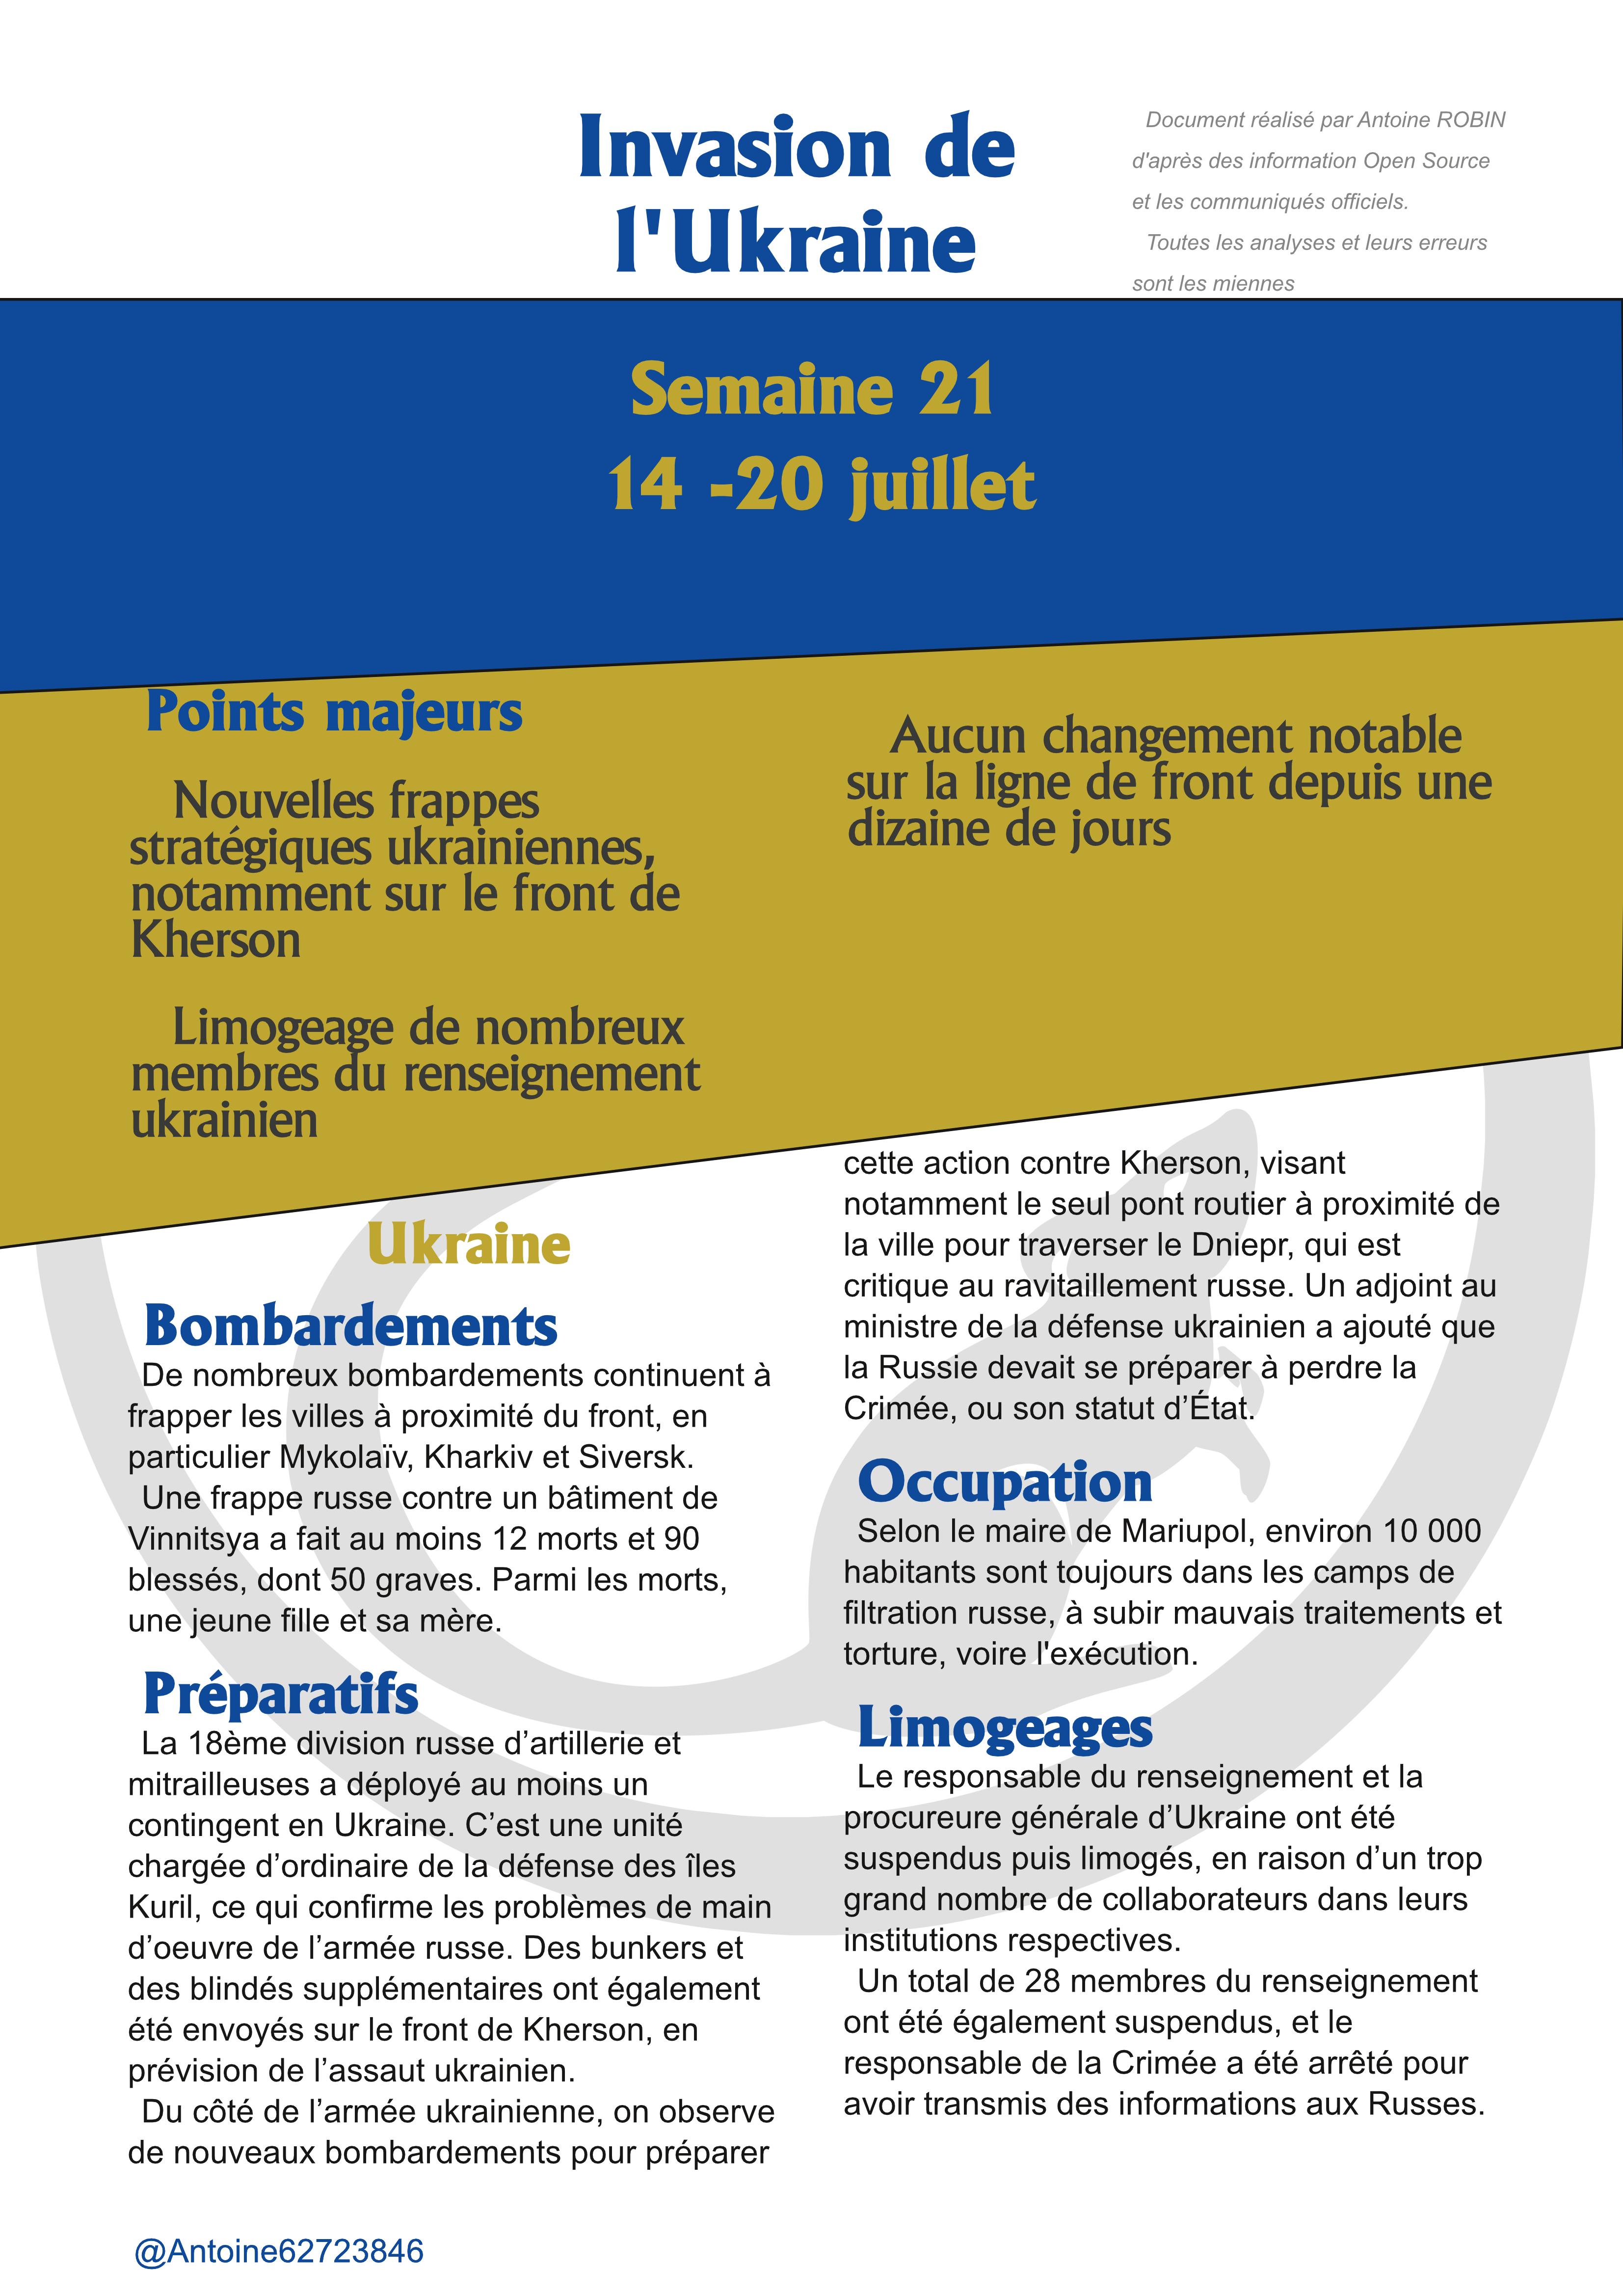 Invasion de
l'Ukraine
Document réalisé par Antoine ROBIN
d'après des information Open Source
et les communiqués officiels.
Toutes les analyses et leurs erreurs
sont les miennes
Semaine 21
14 -20 juillet
Points majeurs
Nouvelles frappes
stratégiques ukrainiennes,
notamment sur le front de
Kherson
Limogeage de nombreux
membres du renseignement
ukrainien
Aucun changement notable
sur la ligne de front depuis une
dizaine de jours
Ukraine
Bombardements
De nombreux bombardements continuent à
frapper les villes à proximité du front, en
particulier Mykolaïv, Kharkiv et Siversk.
Une frappe russe contre un bâtiment de
Vinnitsya a fait au moins 12 morts et 90
blessés, dont 50 graves. Parmi les morts,
une jeune fille et sa mère.
Préparatifs
La 18ème division russe d’artillerie et
mitrailleuses a déployé au moins un
contingent en Ukraine. C’est une unité
chargée d’ordinaire de la défense des îles
Kuril, ce qui confirme les problèmes de main
d’oeuvre de l’armée russe. Des bunkers et
des blindés supplémentaires ont également
été envoyés sur le front de Kherson, en
prévision de l’assaut ukrainien.
Du côté de l’armée ukrainienne, on observe
de nouveaux bombardements pour préparer
cette action contre Kherson, visant
notamment le seul pont routier à proximité de
la ville pour traverser le Dniepr, qui est
critique au ravitaillement russe. Un adjoint au
ministre de la défense ukrainien a ajouté que
la Russie devait se préparer à perdre la
Crimée, ou son statut d’État.
Occupation
Selon le maire de Mariupol, environ 10 000
habitants sont toujours dans les camps de
filtration russe, à subir mauvais traitements et
torture, voire l'exécution.
Limogeages
Le responsable du renseignement et la
procureure générale d’Ukraine ont été
suspendus puis limogés, en raison d’un trop
grand nombre de collaborateurs dans leurs
institutions respectives.
Un total de 28 membres du renseignement
ont été également suspendus, et le
responsable de la Crimée a été arrêté pour
avoir transmis des informations aux Russes.
@Antoine62723846